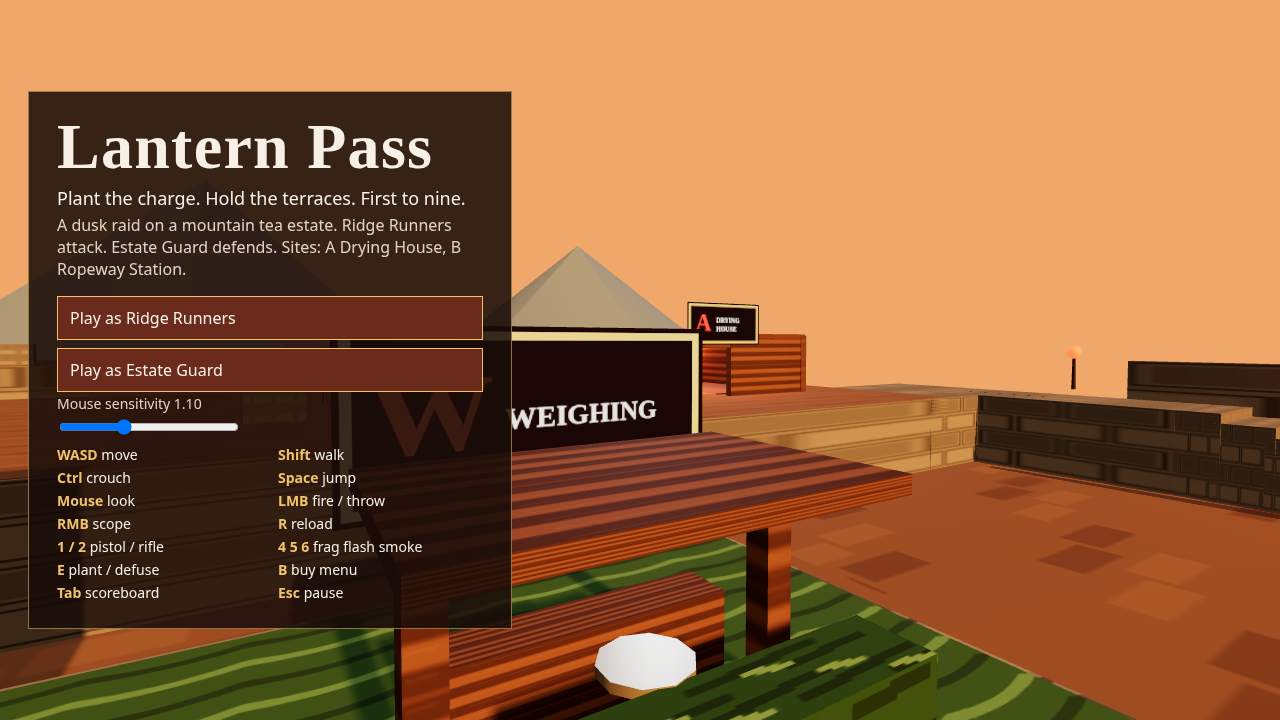 Lantern Pass
Plant the charge. Hold the terraces. First to nine.
A dusk raid on a mountain tea estate. Ridge Runners
attack. Estate Guard defends. Sites: A Drying House, B
Ropeway Station.
Play as Ridge Runners
Play as Estate Guard
Mouse sensitivity 1.10
WASD move
Shift walk
Ctrl crouch
Space jump
Mouse look
LMB fire / throw
RMB scope
R reload
1 / 2 pistol / rifle
4 5 6 frag flash smoke
E plant / defuse
B buy menu
Tab scoreboard
Esc pause
W WEIGHING
A DRYING
HOUSE